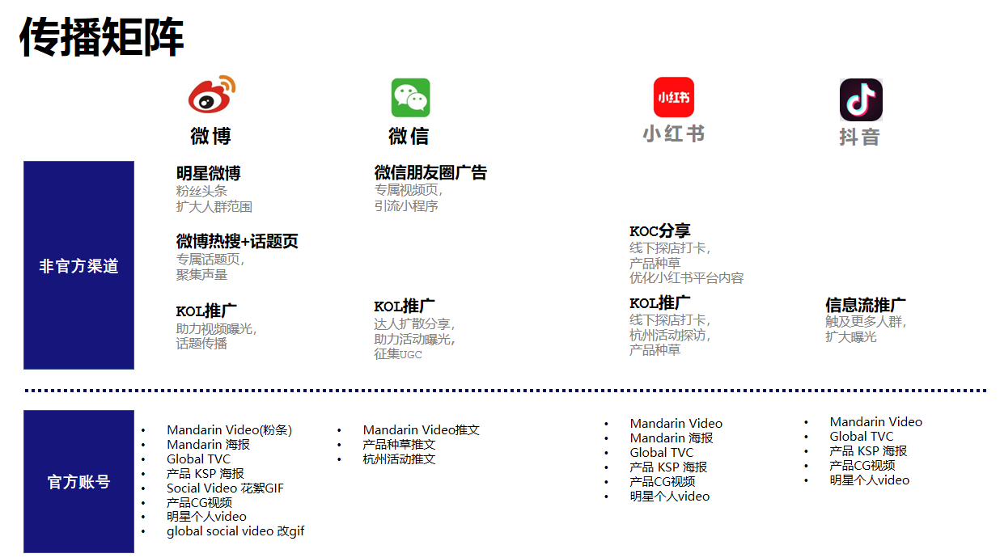 传播矩阵
微博
微信
小红书
小红书
抖音
非官方渠道
明星微博
粉丝头条
扩大人群范围
微博热搜+话题页
专属话题页，
聚集声量
KOL推广
助力视频曝光，
话题传播
微信朋友圈广告
专属视频页，
引流小程序
KOL推广
达人扩散分享，
助力活动曝光，
征集UGC
KOC分享
线下探店打卡，
产品种草
优化小红书平台内容
KOL推广
线下探店打卡，
杭州活动探访，
产品种草
信息流推广
触及更多人群，
扩大曝光
官方账号
• Mandarin Video(粉条)
• Mandarin 海报
• Global TVC
• 产品 KSP 海报
• Social Video 花絮GIF
• 产品CG视频
• 明星个人video
• global social video 改gif
• Mandarin Video推文
• 产品种草推文
• 杭州活动推文
• Mandarin Video
• Mandarin 海报
• Global TVC
• 产品 KSP 海报
• 产品CG视频
• 明星个人video
• Mandarin Video
• Global TVC
• 产品 KSP 海报
• 产品CG视频
• 明星个人video